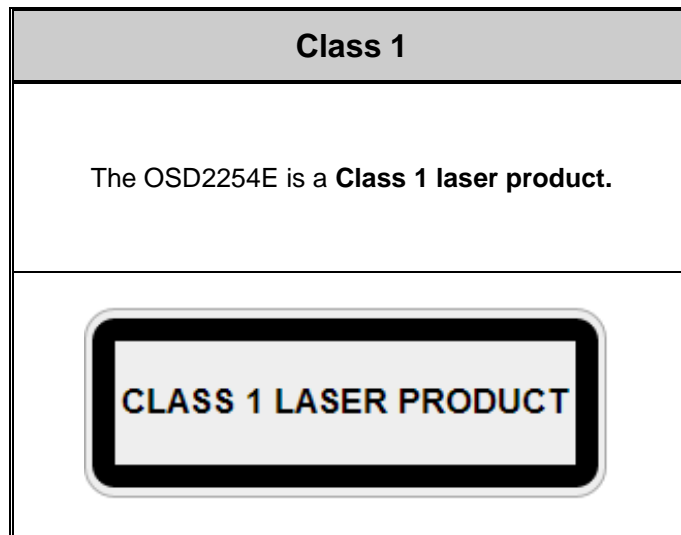 Class 1
The OSD2254E is a Class 1 laser product.
CLASS 1 LASER PRODUCT